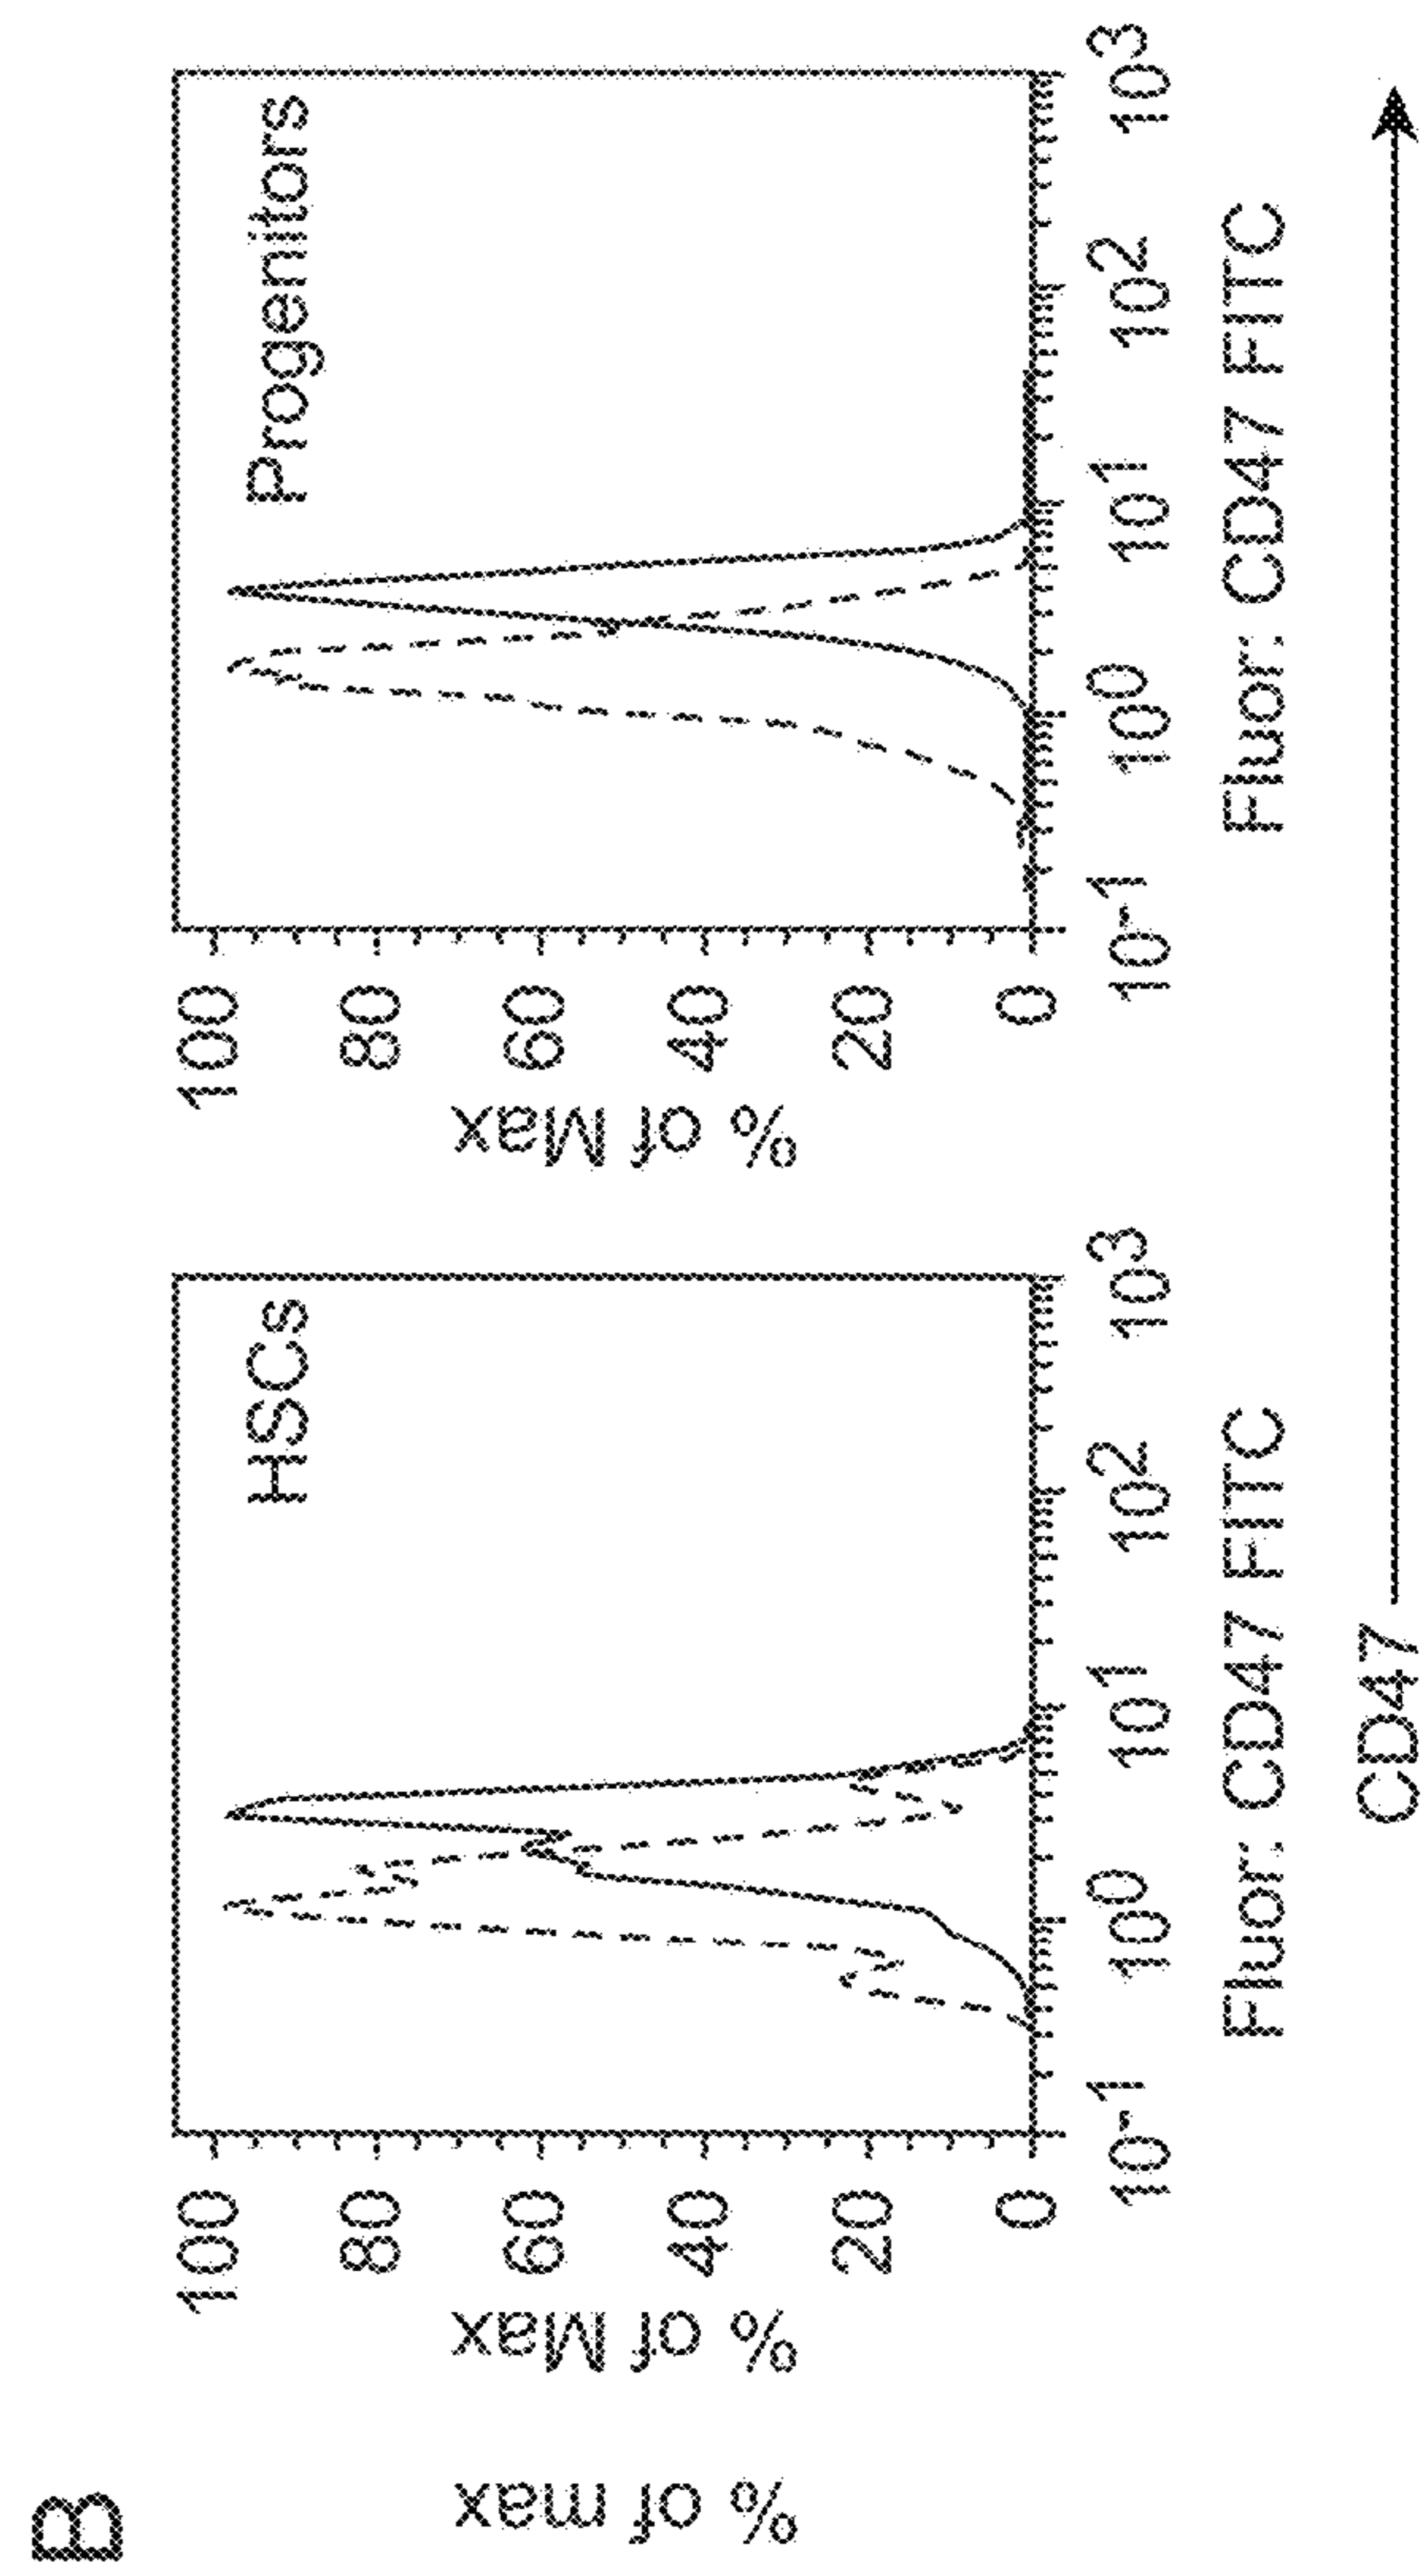 B
% of max
% of Max
100
80
60
40
20
0
HSCs
10⁻¹ 10⁰ 10¹ 10² 10³
Fluor: CD47 FITC
% of Max
100
80
60
40
20
0
Progenitors
10⁻¹ 10⁰ 10¹ 10² 10³
Fluor: CD47 FITC
CD47